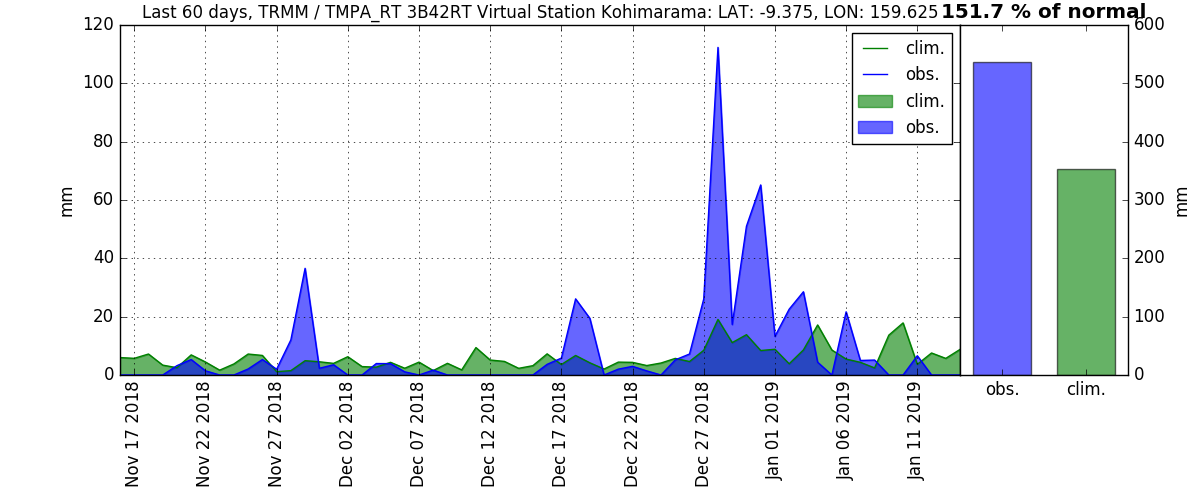 Last 60 days, TRMM / TMPA_RT 3B42RT Virtual Station Kohimarama: LAT: -9.375, LON: 159.625 151.7 % of normal
120
100
80
60
40
20
0
mm
clim.
obs.
clim.
obs.
600
500
400
300
200
100
0
mm
Nov 17 2018
Nov 22 2018
Nov 27 2018
Dec 02 2018
Dec 07 2018
Dec 12 2018
Dec 17 2018
Dec 22 2018
Dec 27 2018
Jan 01 2019
Jan 06 2019
Jan 11 2019
obs.
clim.